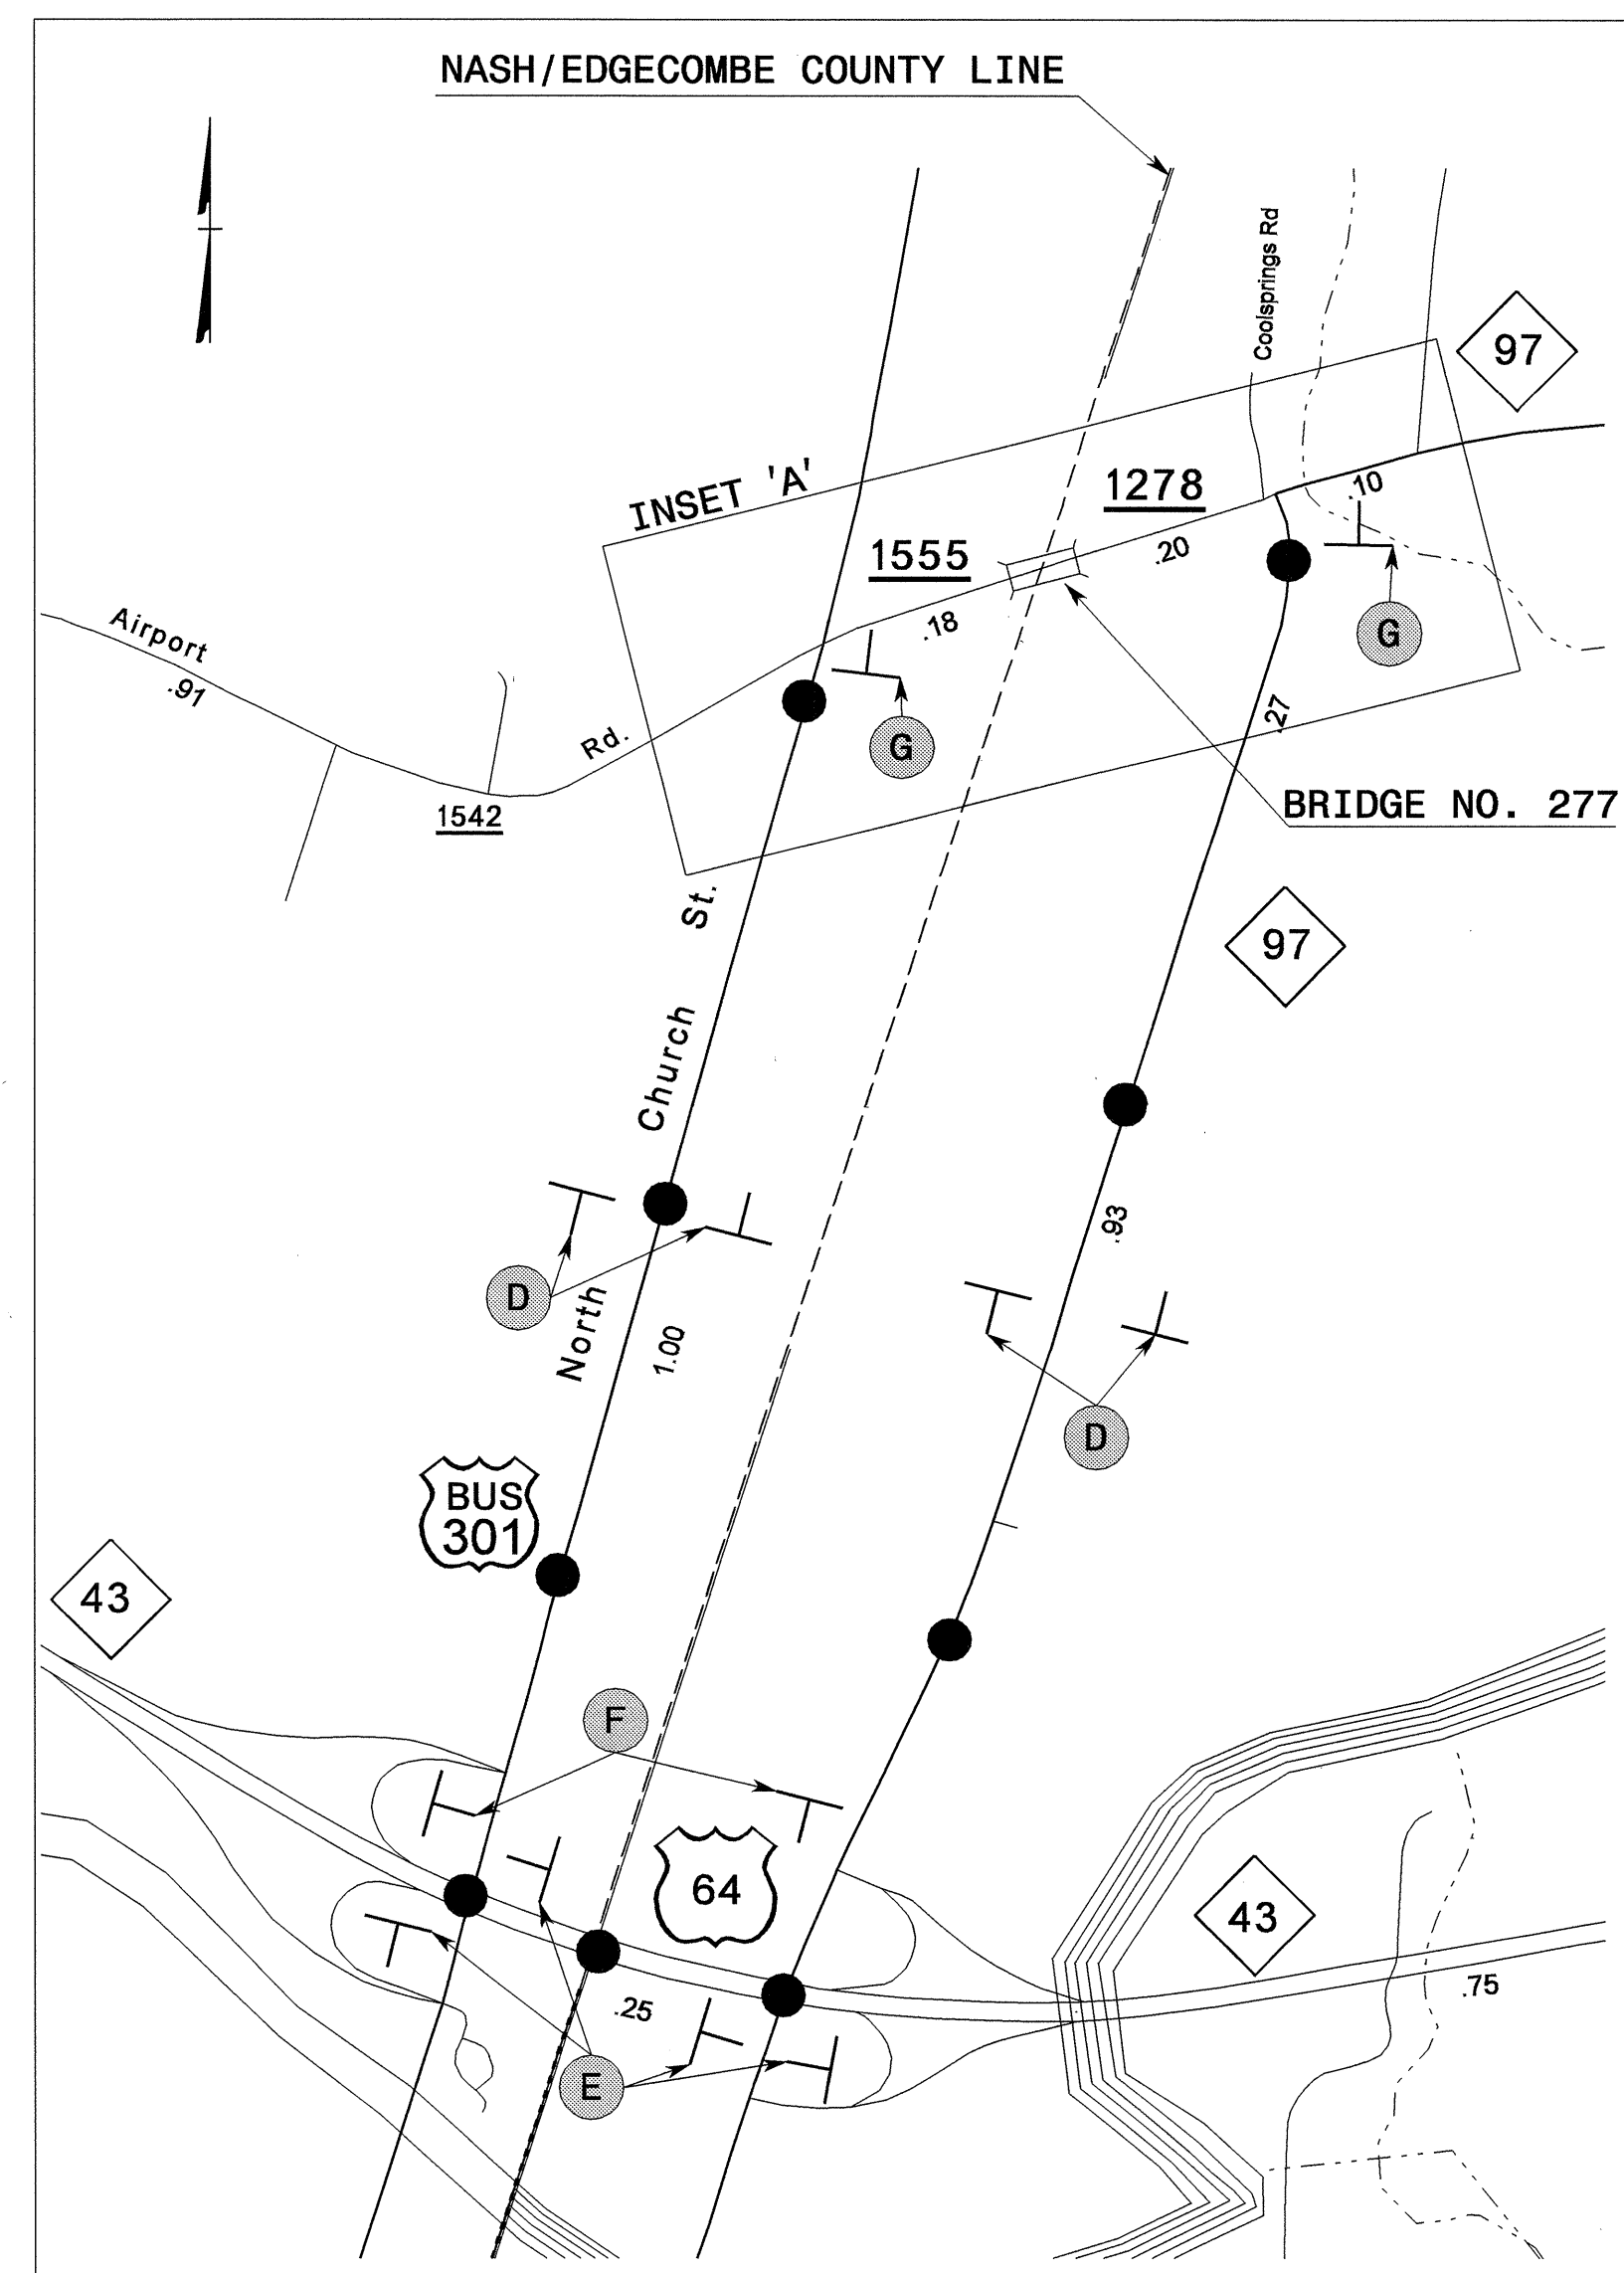 NASH/EDGECOMBE COUNTY LINE
Coolsprings Rd
97
INSET 'A'
1278
.10
1555
.20
.18
G
Airport
.91
Rd.
G
.27
1542
BRIDGE NO. 277
St.
97
Church
.93
D
North
1.00
D
BUS
301
43
F
64
43
.25
.75
E